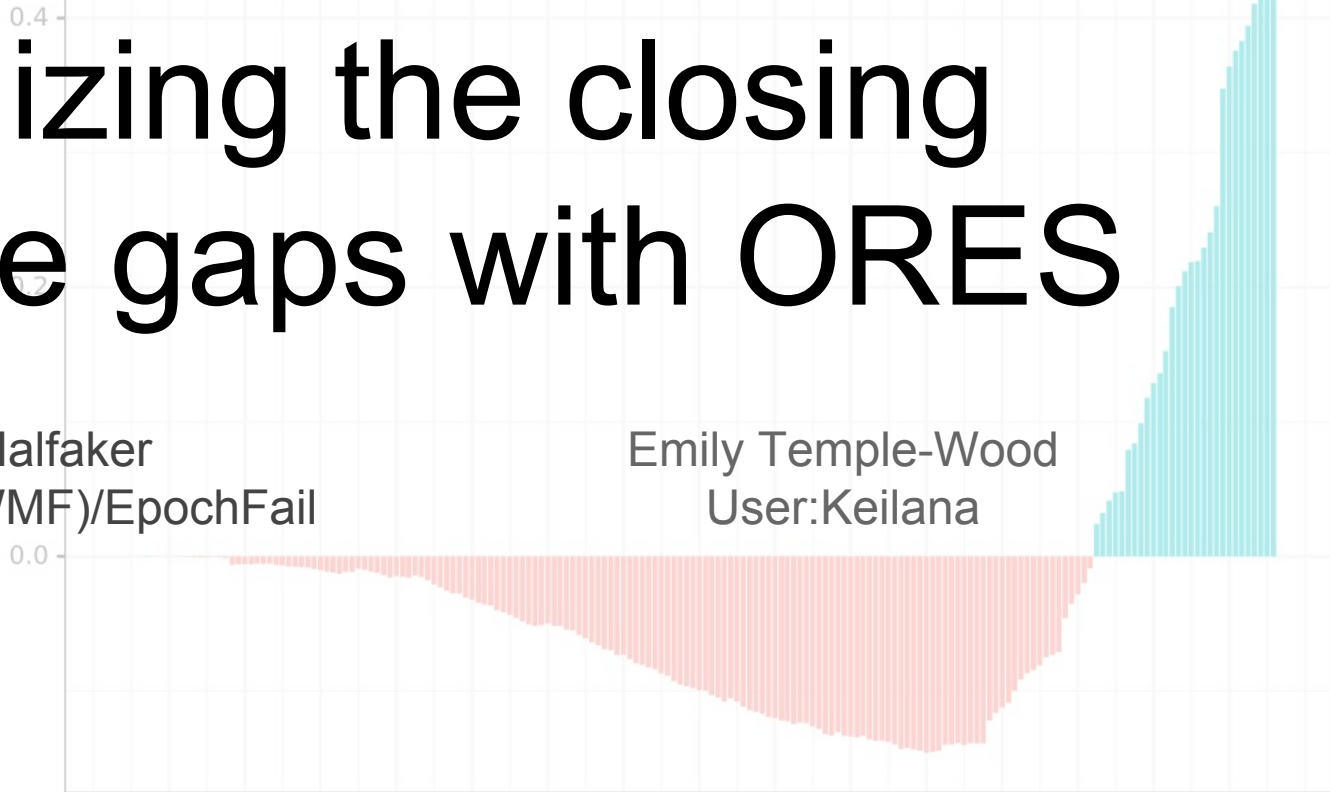 0.4
izing the closing
e gaps with ORES
0.2
alfaker
MF)/EpochFail
Emily Temple-Wood
User:Keilana
0.0